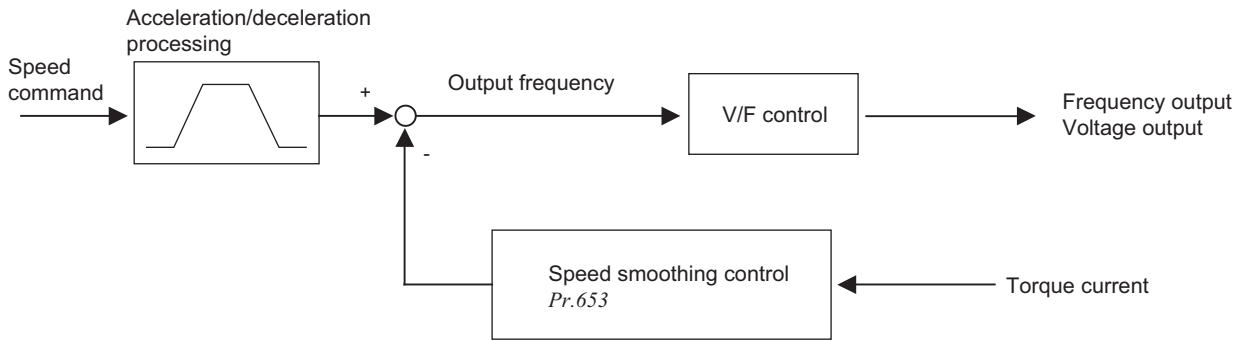 Acceleration/deceleration
processing
Speed
command
+
Output frequency
-
V/F control
Frequency output
Voltage output
Speed smoothing control
Pr.653
Torque current